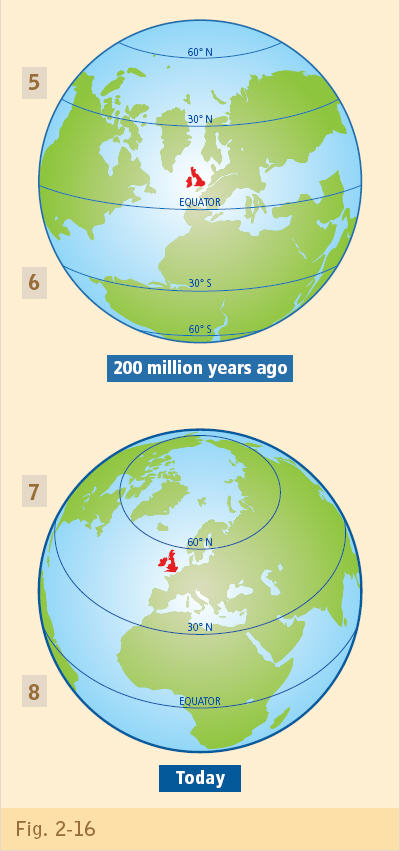 60° N
5
30° N
EQUATOR
6
30° S
60° S
200 million years ago
7
60° N
30° N
8
EQUATOR
Today
Fig. 2-16